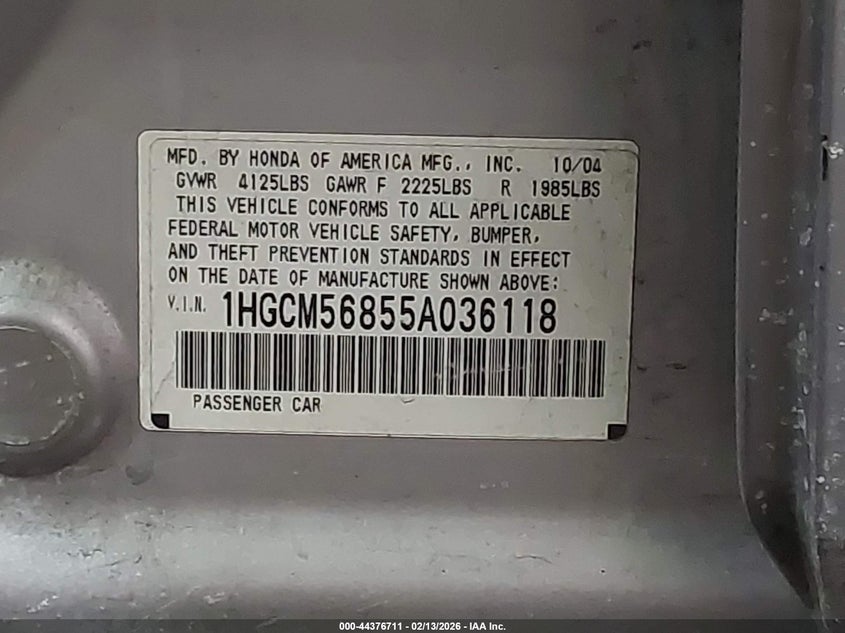 MFD. BY HONDA OF AMERICA MFG., INC. 10/04
GVWR 4125LBS GAWR F 2225LBS R 1985LBS
THIS VEHICLE CONFORMS TO ALL APPLICABLE
FEDERAL MOTOR VEHICLE SAFETY, BUMPER,
AND THEFT PREVENTION STANDARDS IN EFFECT
ON THE DATE OF MANUFACTURE SHOWN ABOVE:
V.I.N. 1HGCM56855A036118
PASSENGER CAR
000-44376711 - 02/13/2026 - IAA Inc.